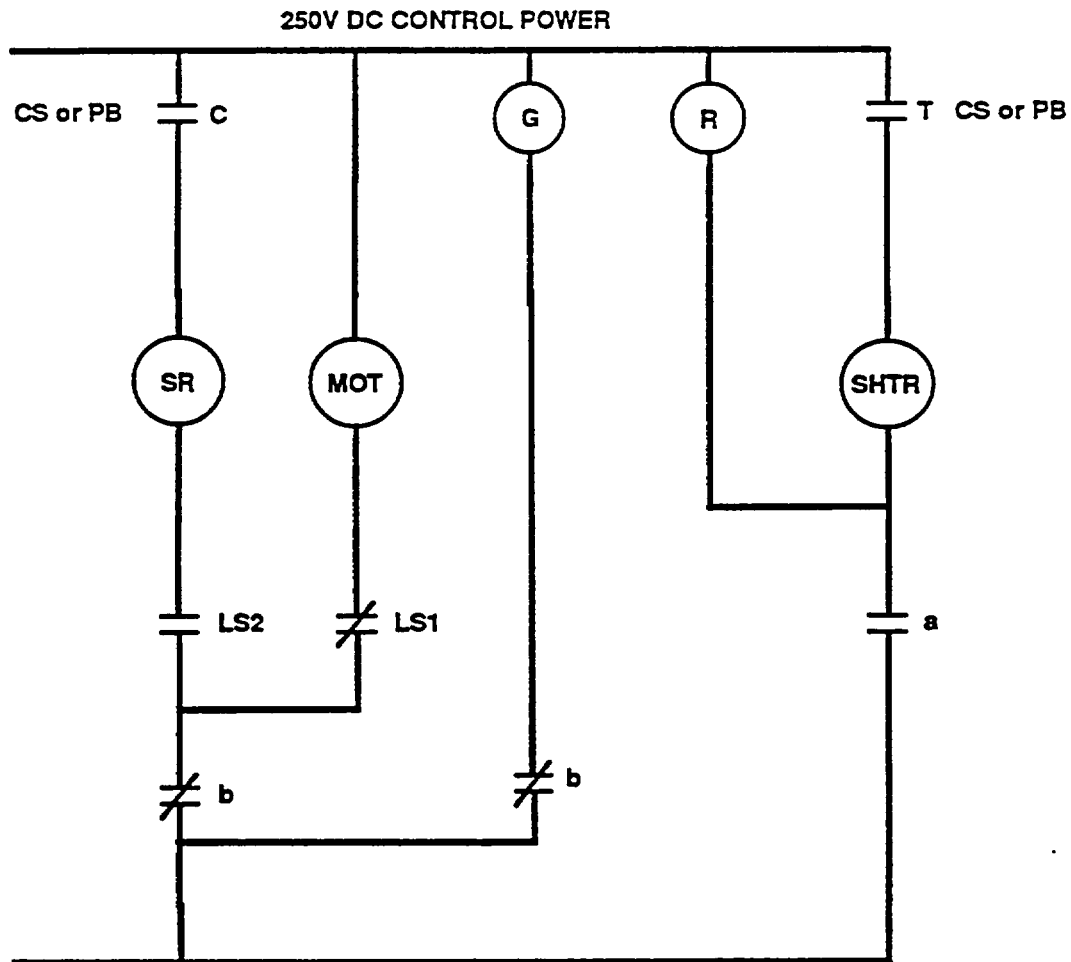 250V DC CONTROL POWER
CS or PB
C
G
R
T CS or PB
SR
MOT
SHTR
LS2
LS1
a
b
b